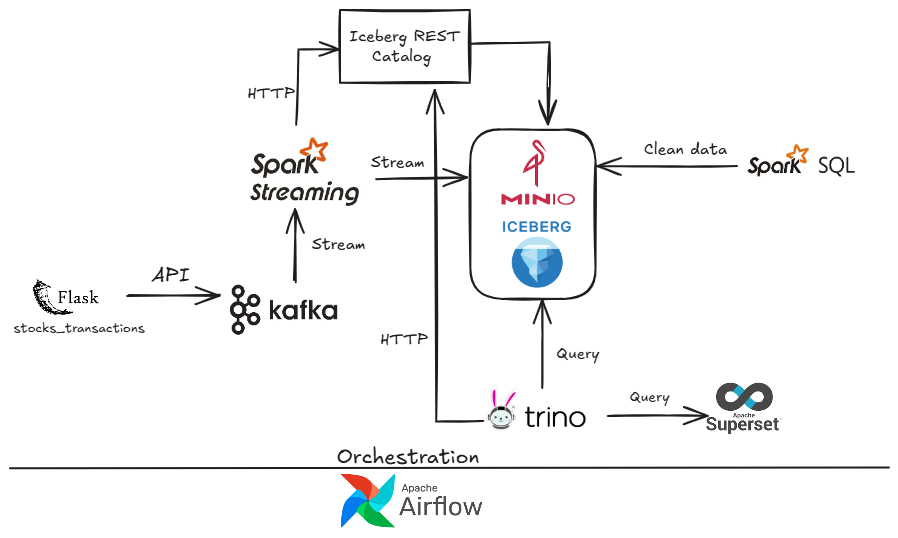 Iceberg REST
Catalog
HTTP
Spark
Streaming
Stream
MINIO
ICEBERG
Clean data
Spark SQL
Stream
API
Flask
stocks_transactions
kafka
HTTP
Query
trino
Query
Apache
Superset
Orchestration
Apache
Airflow